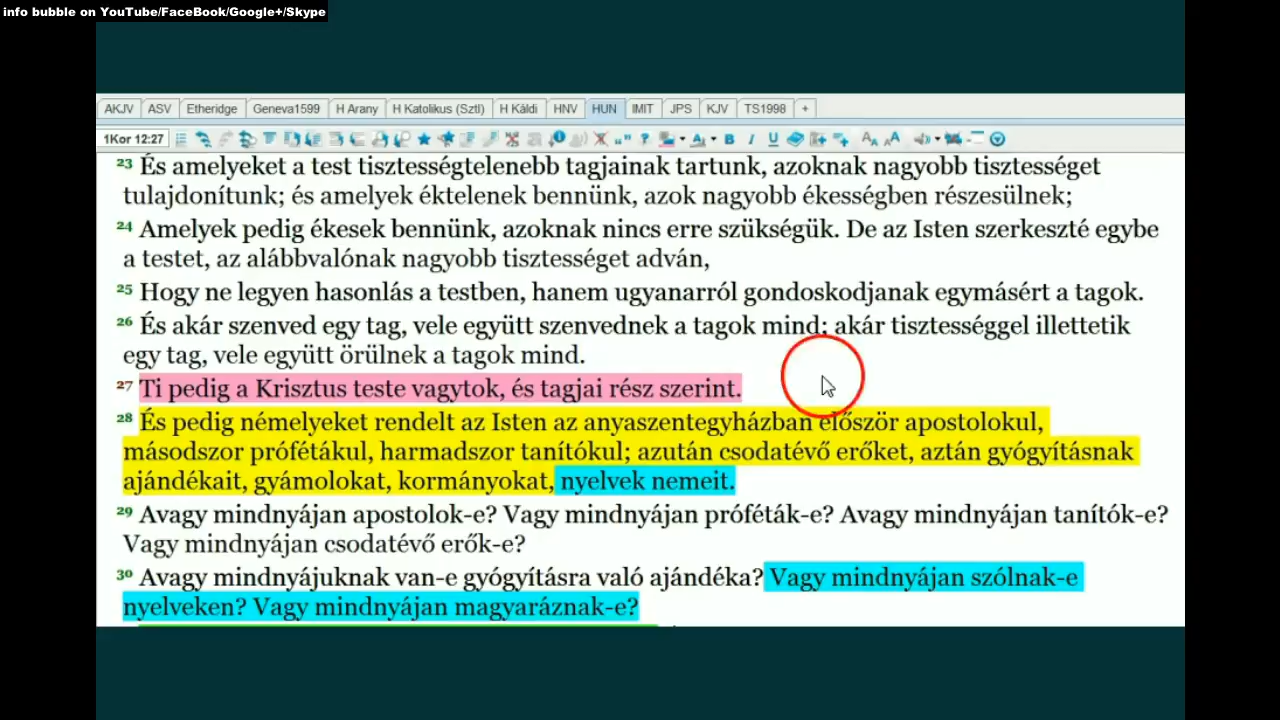 info bubble on YouTube/FaceBook/Google+/Skype
AKJV ASV Etheridge Geneva1599 H Arany H Katolikus (Sztl) H Káldi HNV HUN IMIT JPS KJV TS1998 +
1Kor 12:27
23 És amelyeket a test tisztességtelenebb tagjainak tartunk, azoknak nagyobb tisztességet
tulajdonítunk; és amelyek éktelenek bennünk, azok nagyobb ékességben részesülnek;
24 Amelyek pedig ékesek bennünk, azoknak nincs erre szükségük. De az Isten szerkeszté egybe
a testet, az alábbvalónak nagyobb tisztességet adván,
25 Hogy ne legyen hasonlás a testben, hanem ugyanarról gondoskodjanak egymásért a tagok.
26 És akár szenved egy tag, vele együtt szenvednek a tagok mind; akár tisztességgel illettetik
egy tag, vele együtt örülnek a tagok mind.
27 Ti pedig a Krisztus teste vagytok, és tagjai rész szerint.
28 És pedig némelyeket rendelt az Isten az anyaszentegyházban először apostolokul,
másodszor prófétákul, harmadszor tanítókul; azután csodatévő erőket, aztán gyógyításnak
ajándékait, gyámolokat, kormányokat, nyelvek nemeit.
29 Avagy mindnyájan apostolok-e? Vagy mindnyájan próféták-e? Avagy mindnyájan tanítók-e?
Vagy mindnyájan csodatévő erők-e?
30 Avagy mindnyájuknak van-e gyógyításra való ajándéka? Vagy mindnyájan szólnak-e
nyelveken? Vagy mindnyájan magyaráznak-e?